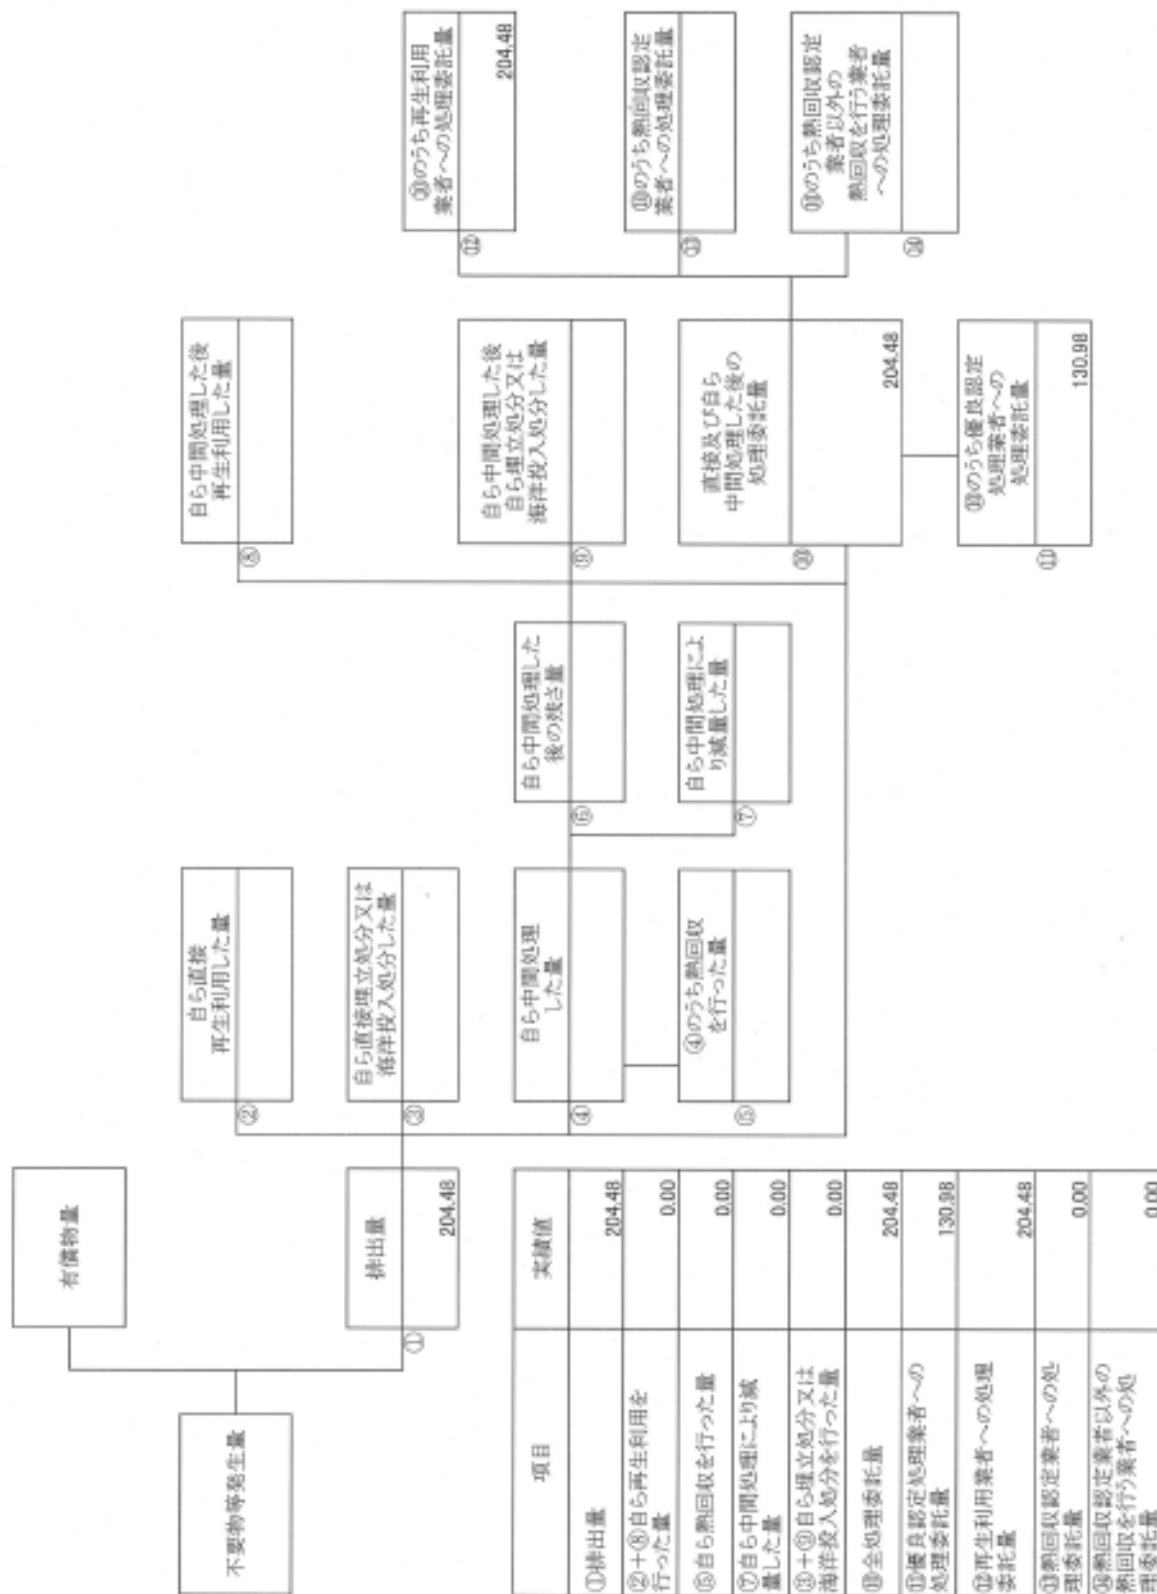 不要物等発生量
有償物量
①
排出量
204.48
②
自ら直接
再生利用した量
③
自ら直接埋立処分又は
海洋投入処分した量
④
自ら中間処理
した量
⑤
④のうち熱回収
を行った量
⑥
自ら中間処理した
後の残さ量
⑦
自ら中間処理によ
り減量した量
⑧
自ら中間処理した後
再生利用した量
⑨
自ら中間処理した後
自ら埋立処分又は
海洋投入処分した量
⑩
直接及び自ら
中間処理した後の
処理委託量
204.48
⑪
⑩のうち優良認定
処理業者への
処理委託量
130.98
⑫
⑩のうち再生利用
業者への処理委託量
204.48
⑬
⑩のうち熱回収認定
業者への処理委託量
⑭
⑩のうち熱回収認定
業者以外の
熱回収を行う業者
への処理委託量
項目 実績値
①排出量 204.48
②＋⑧自ら再生利用を
行った量 0.00
⑤自ら熱回収を行った量 0.00
⑦自ら中間処理により減
量した量 0.00
③＋⑨自ら埋立処分又は
海洋投入処分を行った量 0.00
⑩全処理委託量 204.48
⑪優良認定処理業者への
処理委託量 130.98
⑫再生利用業者への処理
委託量 204.48
⑬熱回収認定業者への処
理委託量 0.00
⑭熱回収認定業者以外の
熱回収を行う業者への処
理委託量 0.00